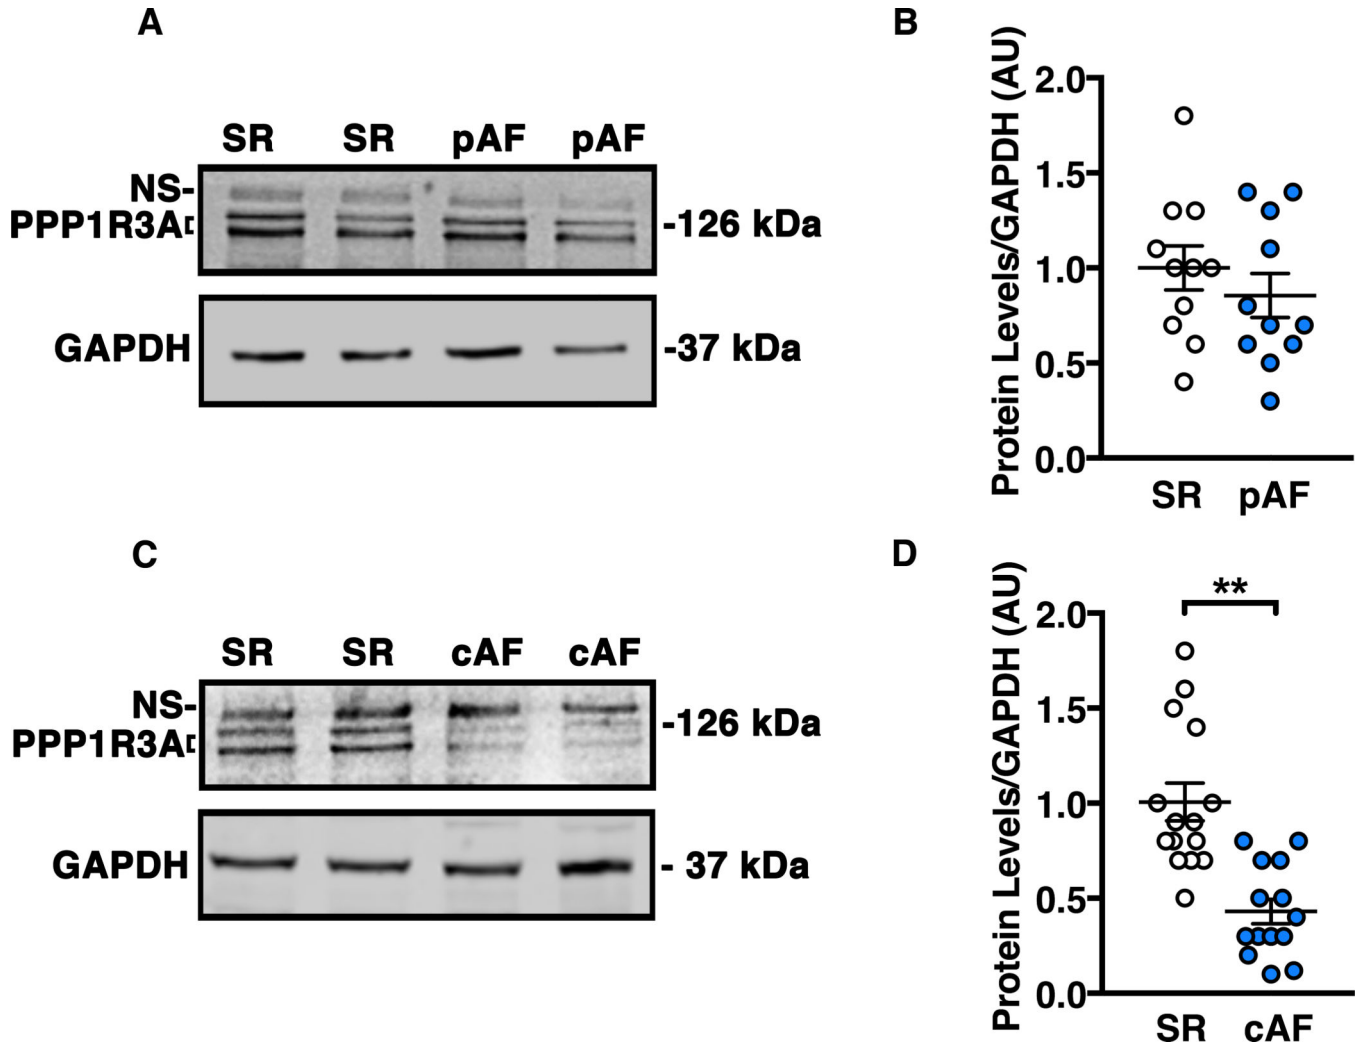 A
SR SR pAF pAF
NS-
PPP1R3A[
-126 kDa
GAPDH
-37 kDa
B
Protein Levels/GAPDH (AU)
2.0
1.5
1.0
0.5
0.0
SR pAF
C
SR SR cAF cAF
NS-
PPP1R3A[
-126 kDa
GAPDH
- 37 kDa
D
Protein Levels/GAPDH (AU)
**
2.0
1.5
1.0
0.5
0.0
SR cAF